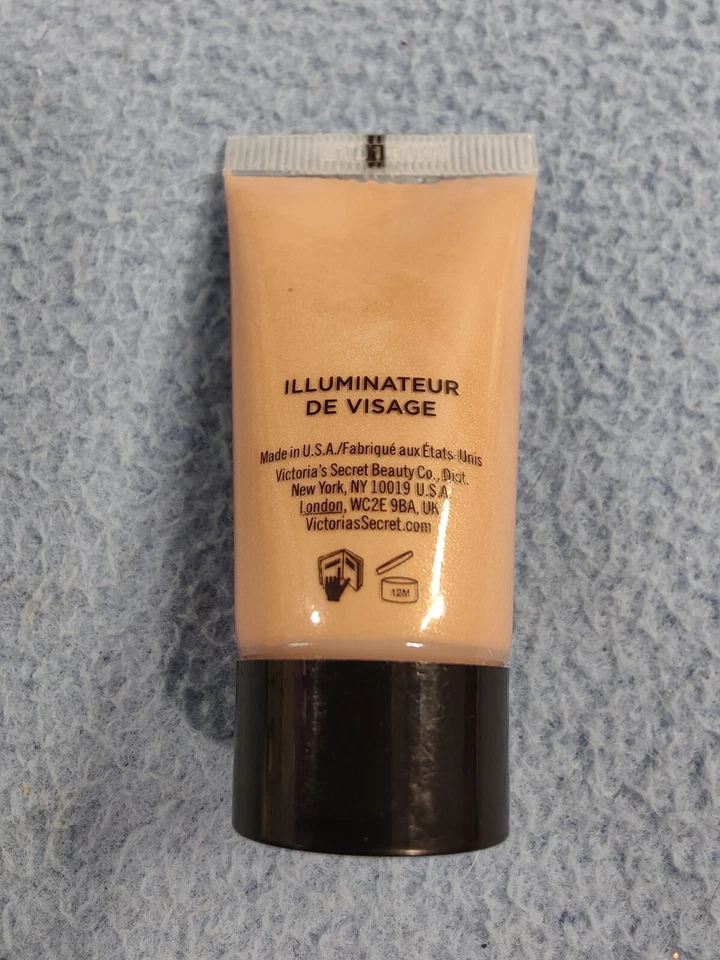 ILLUMINATEUR
DE VISAGE
Made in U.S.A./Fabriqué aux États-Unis
Victoria's Secret Beauty Co., Dist.
New York, NY 10019 U.S.A.
London, WC2E 9BA, UK
VictoriasSecret.com
12M